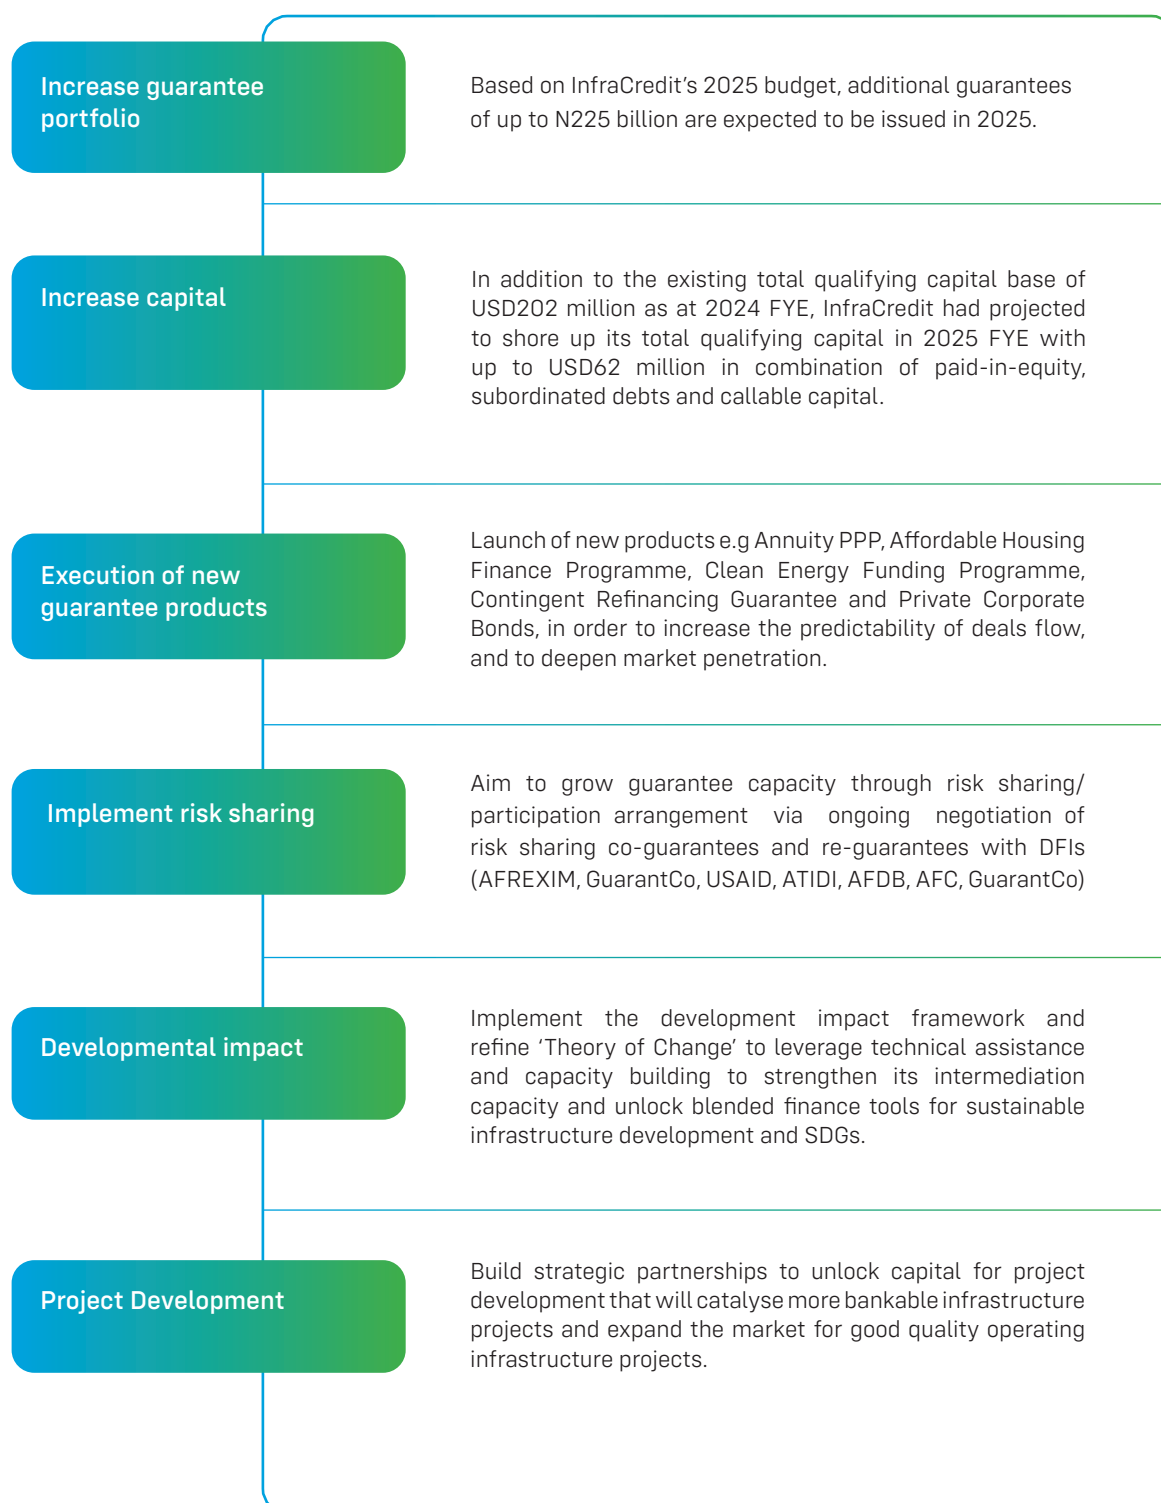 Increase guarantee
portfolio
Based on InfraCredit's 2025 budget, additional guarantees
of up to N225 billion are expected to be issued in 2025.
Increase capital
In addition to the existing total qualifying capital base of
USD202 million as at 2024 FYE, InfraCredit had projected
to shore up its total qualifying capital in 2025 FYE with
up to USD62 million in combination of paid-in-equity,
subordinated debts and callable capital.
Execution of new
guarantee products
Launch of new products e.g Annuity PPP, Affordable Housing
Finance Programme, Clean Energy Funding Programme,
Contingent Refinancing Guarantee and Private Corporate
Bonds, in order to increase the predictability of deals flow,
and to deepen market penetration.
Implement risk sharing
Aim to grow guarantee capacity through risk sharing/
participation arrangement via ongoing negotiation of
risk sharing co-guarantees and re-guarantees with DFIs
(AFREXIM, GuarantCo, USAID, ATIDI, AFDB, AFC, GuarantCo)
Developmental impact
Implement the development impact framework and
refine ‘Theory of Change’ to leverage technical assistance
and capacity building to strengthen its intermediation
capacity and unlock blended finance tools for sustainable
infrastructure development and SDGs.
Project Development
Build strategic partnerships to unlock capital for project
development that will catalyse more bankable infrastructure
projects and expand the market for good quality operating
infrastructure projects.